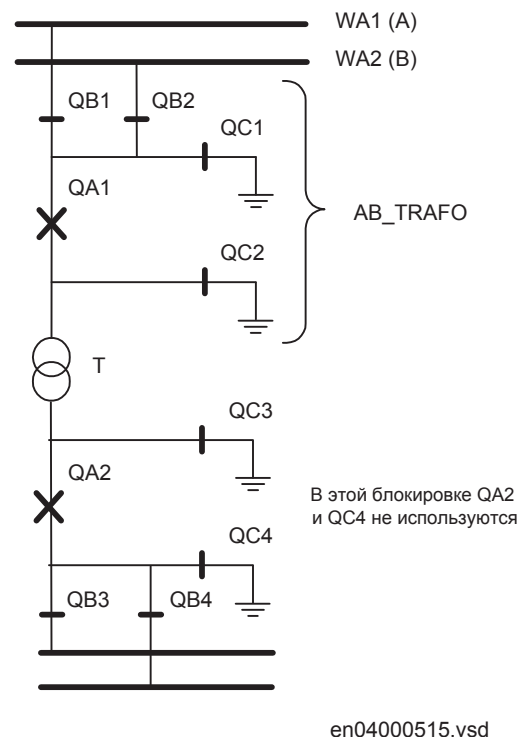 WA1 (A)
WA2 (B)
QB1
QB2
QC1
QA1
AB_TRAFO
QC2
T
QC3
QA2
В этой блокировке QA2
и QC4 не используются
QC4
QB3
QB4
en04000515.vsd